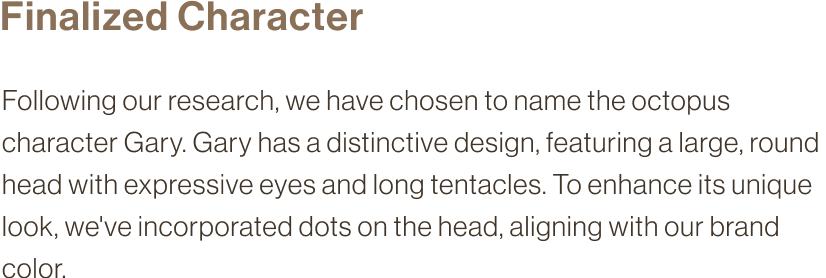 Finalized Character
Following our research, we have chosen to name the octopus
character Gary. Gary has a distinctive design, featuring a large, round
head with expressive eyes and long tentacles. To enhance its unique
look, we've incorporated dots on the head, aligning with our brand
color.